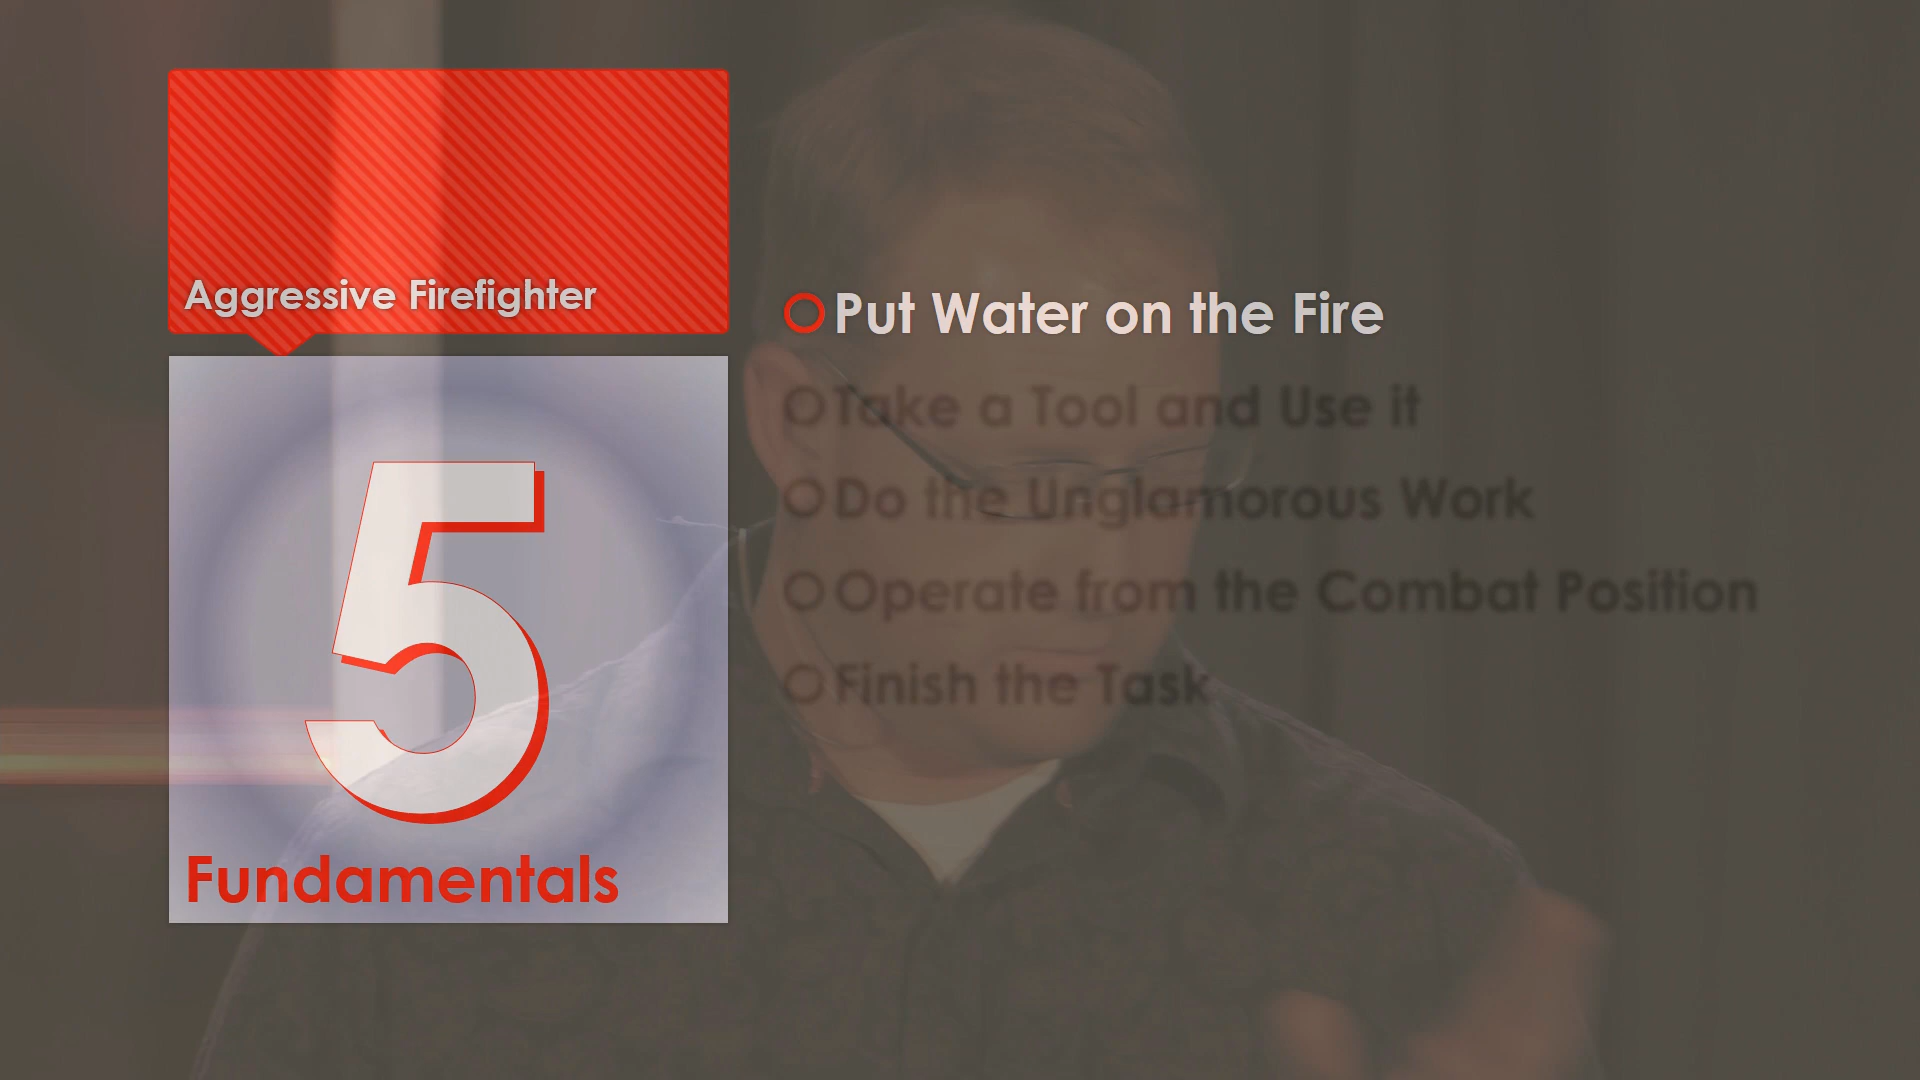 Aggressive Firefighter
5
Fundamentals
Put Water on the Fire
Take a Tool and Use it
Do the Unglamorous Work
Operate from the Combat Position
Finish the Task